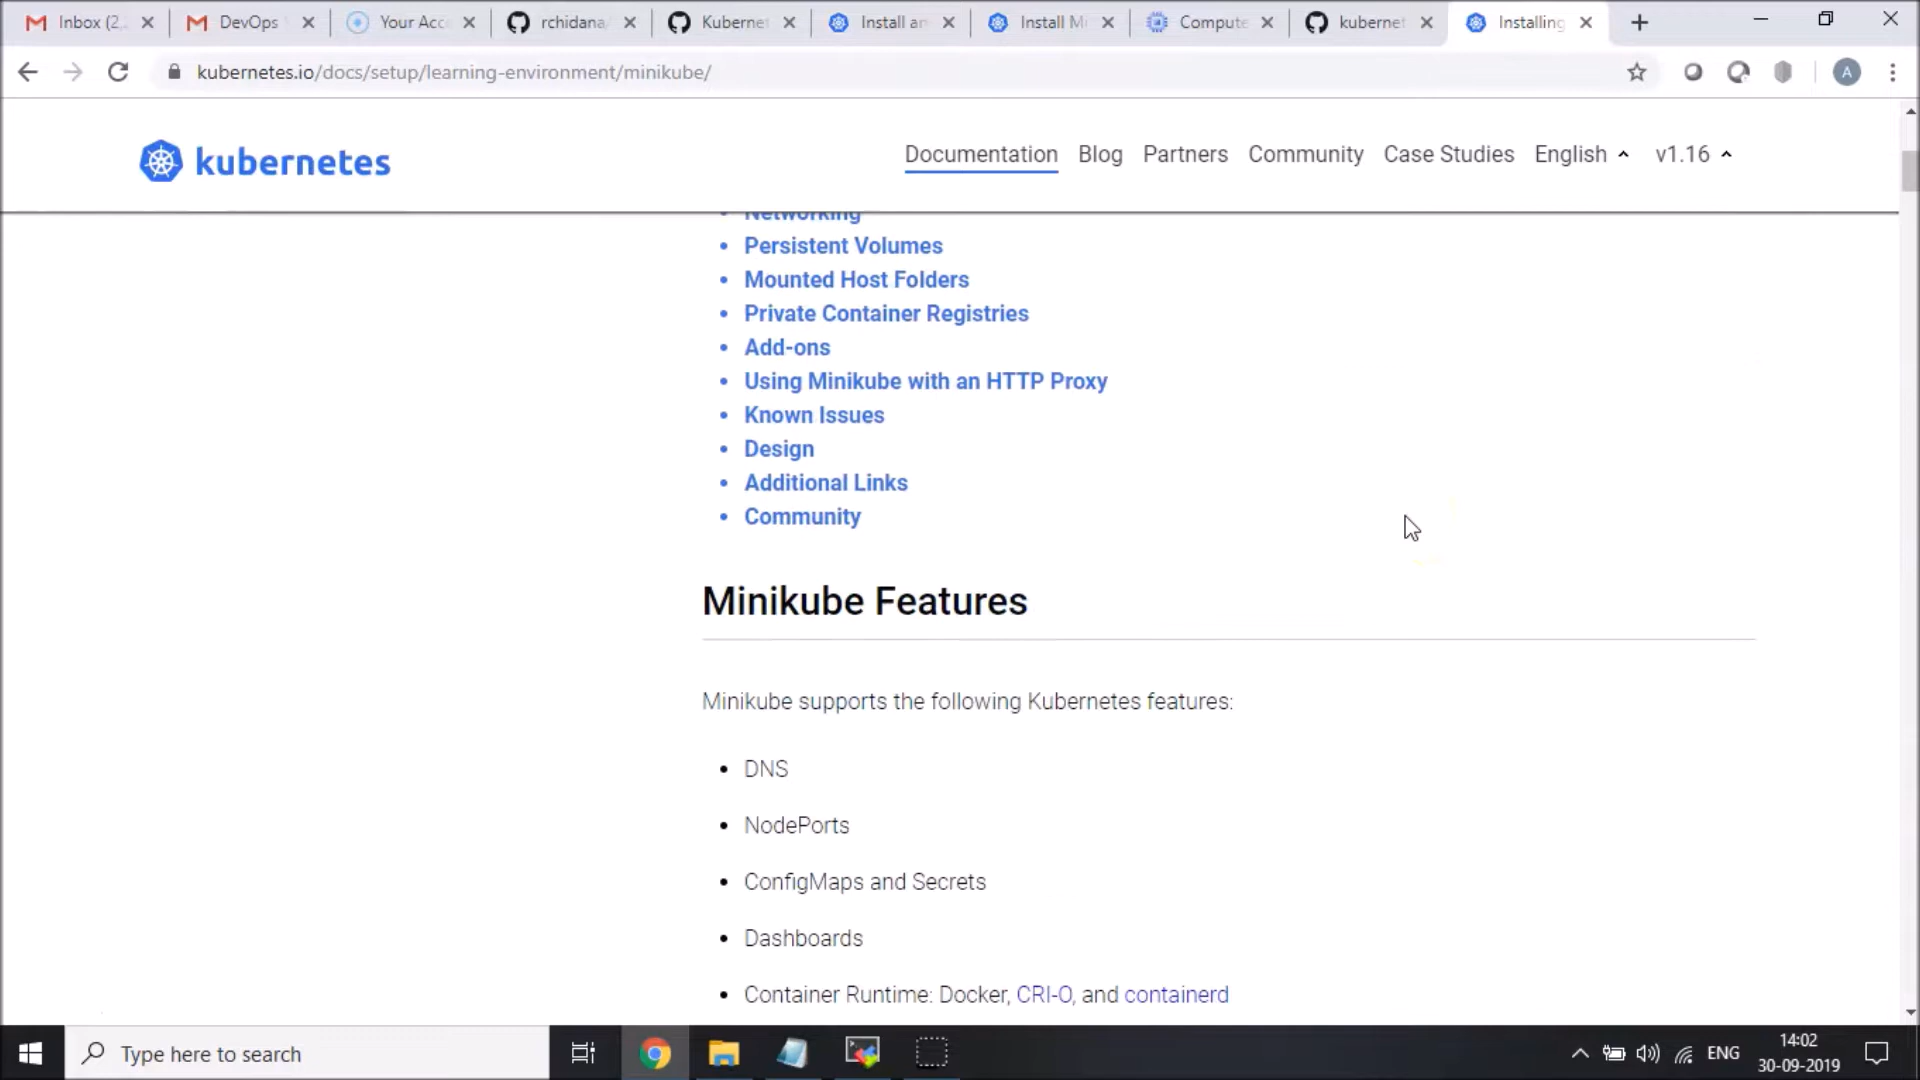 Inbox (2,
DevOps
Your Acc
rchidana/
Kubernet
Install an
Install Mi
Compute
kubernet
Installing
kubernetes.io/docs/setup/learning-environment/minikube/
A
kubernetes
Documentation
Blog
Partners
Community
Case Studies
English
v1.16
Networking
Persistent Volumes
Mounted Host Folders
Private Container Registries
Add-ons
Using Minikube with an HTTP Proxy
Known Issues
Design
Additional Links
Community
Minikube Features
Minikube supports the following Kubernetes features:
DNS
NodePorts
ConfigMaps and Secrets
Dashboards
Container Runtime: Docker, CRI-O, and containerd
Type here to search
ENG
14:02
30-09-2019